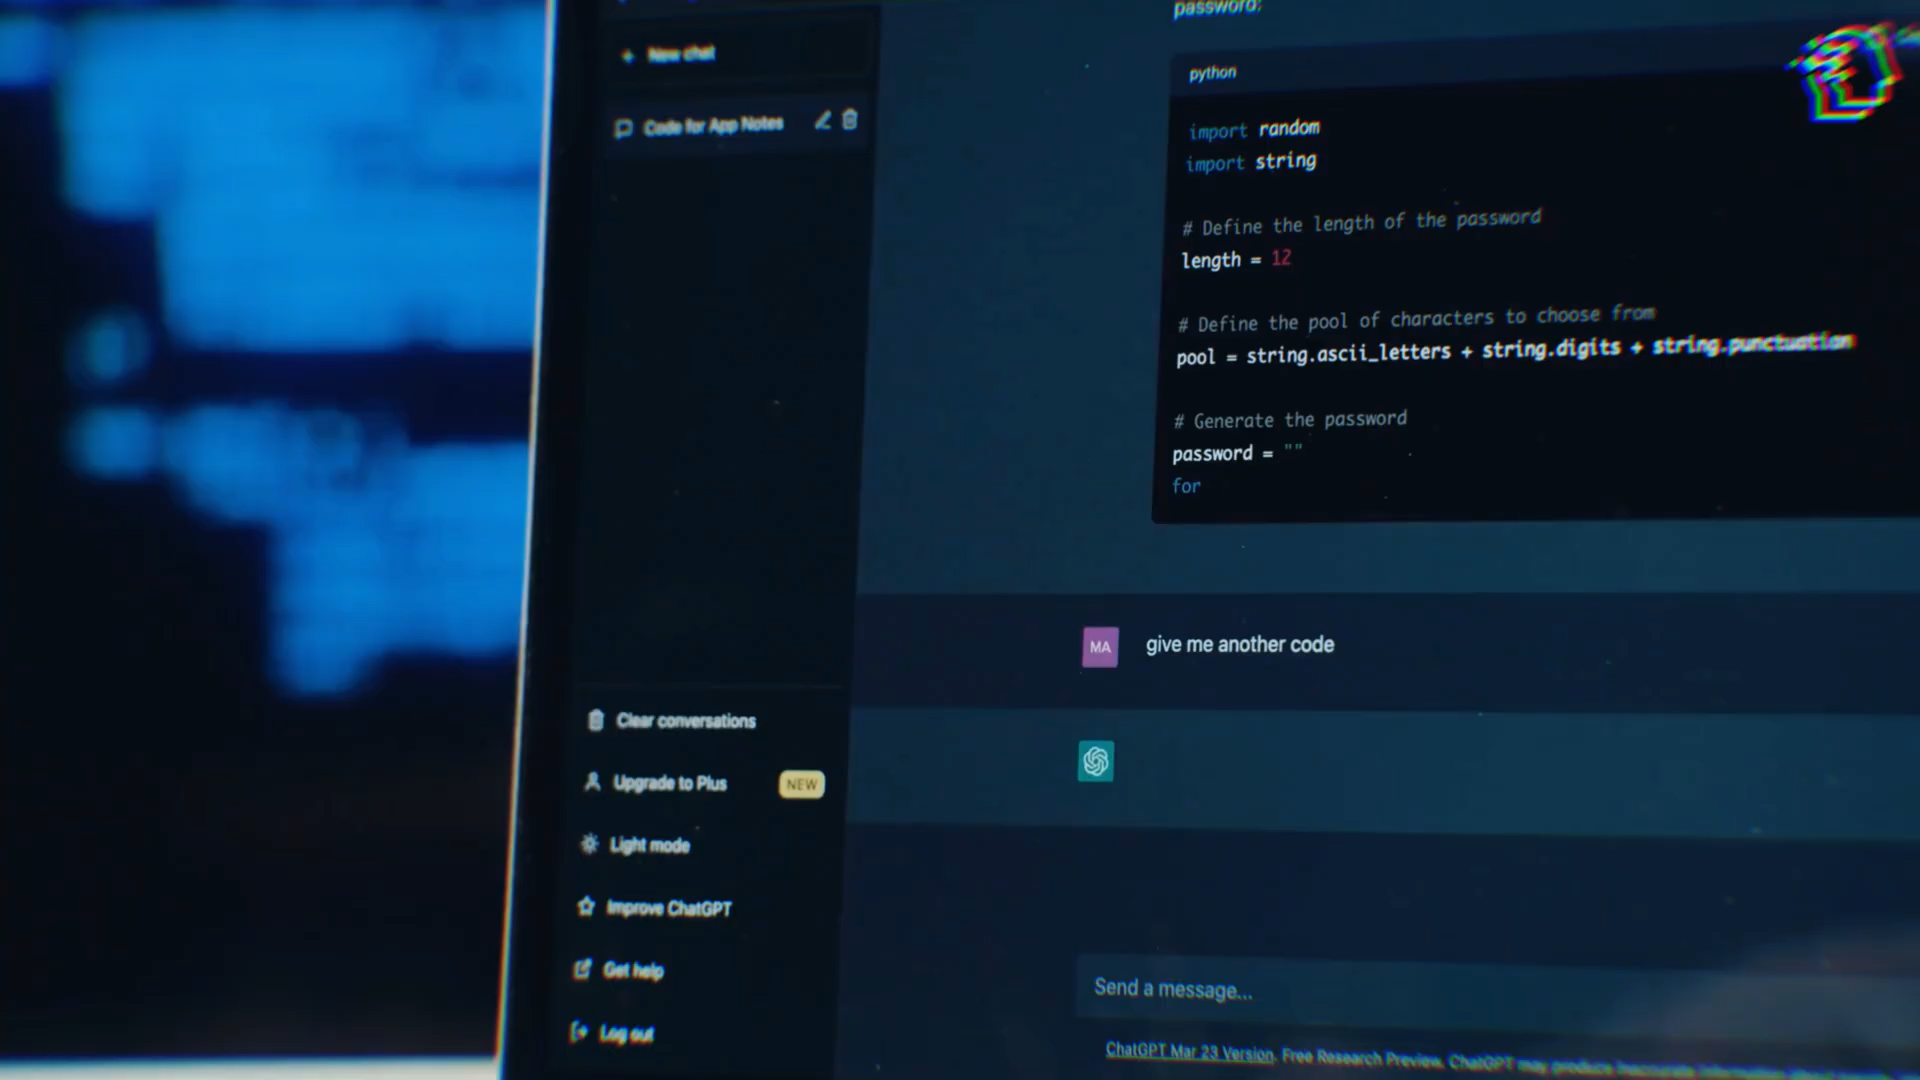 New chat
Code for App Notes
Clear conversations
Upgrade to Plus
NEW
Light mode
Improve ChatGPT
Get help
Log out
password:
python
import random
import string
# Define the length of the password
length = 12
# Define the pool of characters to choose from
pool = string.ascii_letters + string.digits + string.punctuation
# Generate the password
password = ""
for
MA
give me another code
Send a message...
ChatGPT Mar 23 Version. Free Research Preview. ChatGPT may produce inaccurate information about